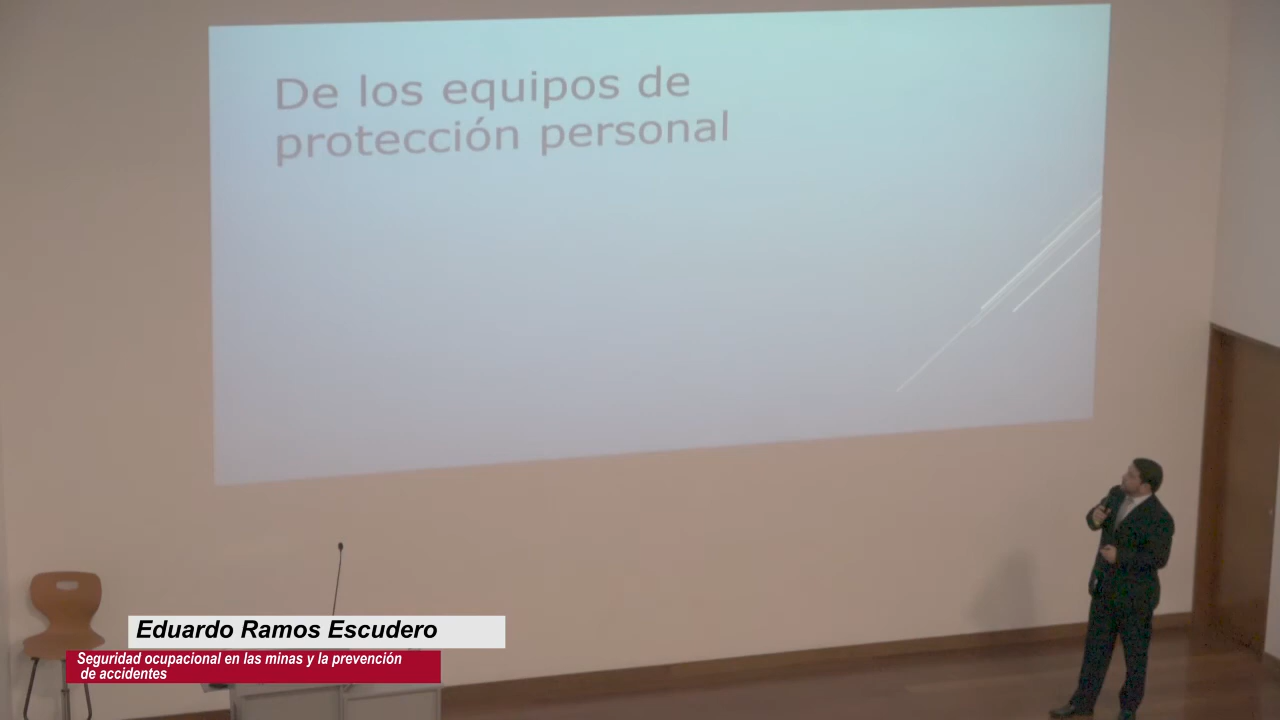 De los equipos de
protección personal
Eduardo Ramos Escudero
Seguridad ocupacional en las minas y la prevención
de accidentes